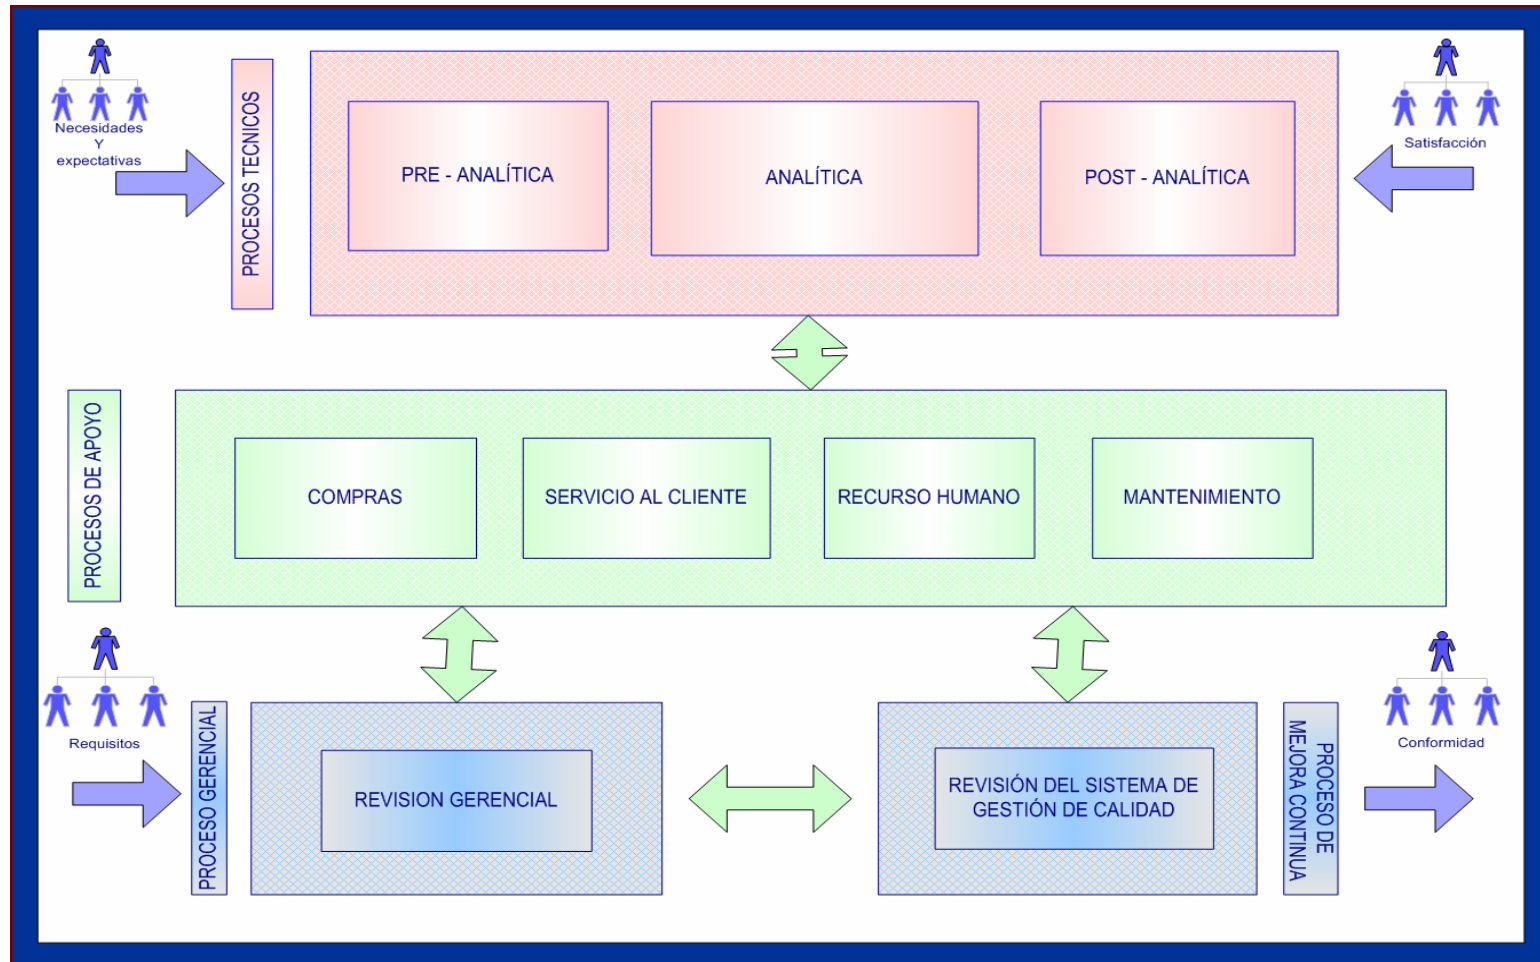 Necesidades
Y
expectativas
PROCESOS TECNICOS
PRE - ANALÍTICA
ANALÍTICA
POST - ANALÍTICA
Satisfacción
PROCESOS DE APOYO
COMPRAS
SERVICIO AL CLIENTE
RECURSO HUMANO
MANTENIMIENTO
Requisitos
PROCESO GERENCIAL
REVISION GERENCIAL
REVISIÓN DEL SISTEMA DE
GESTIÓN DE CALIDAD
PROCESO DE
MEJORA CONTINUA
Conformidad